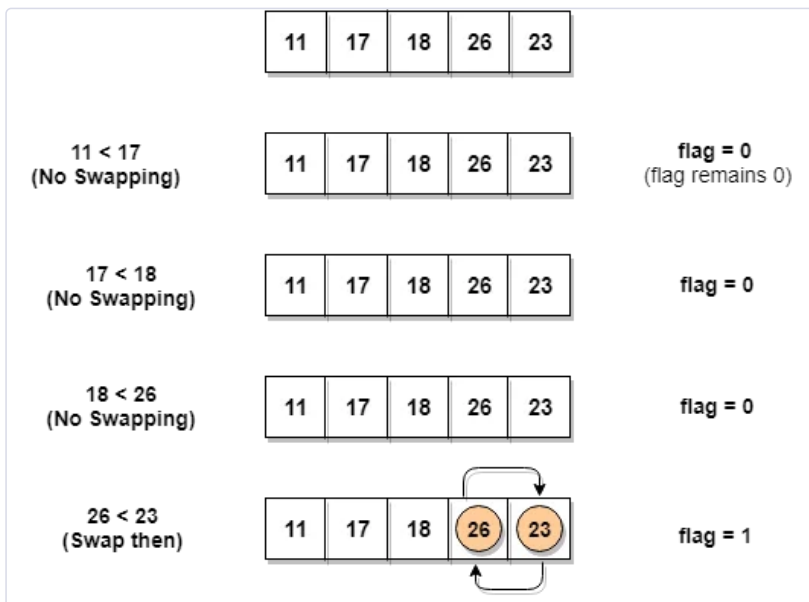 11 17 18 26 23
11 < 17
(No Swapping)
11 17 18 26 23
flag = 0
(flag remains 0)
17 < 18
(No Swapping)
11 17 18 26 23
flag = 0
18 < 26
(No Swapping)
11 17 18 26 23
flag = 0
26 < 23
(Swap then)
11 17 18 26 23
flag = 1